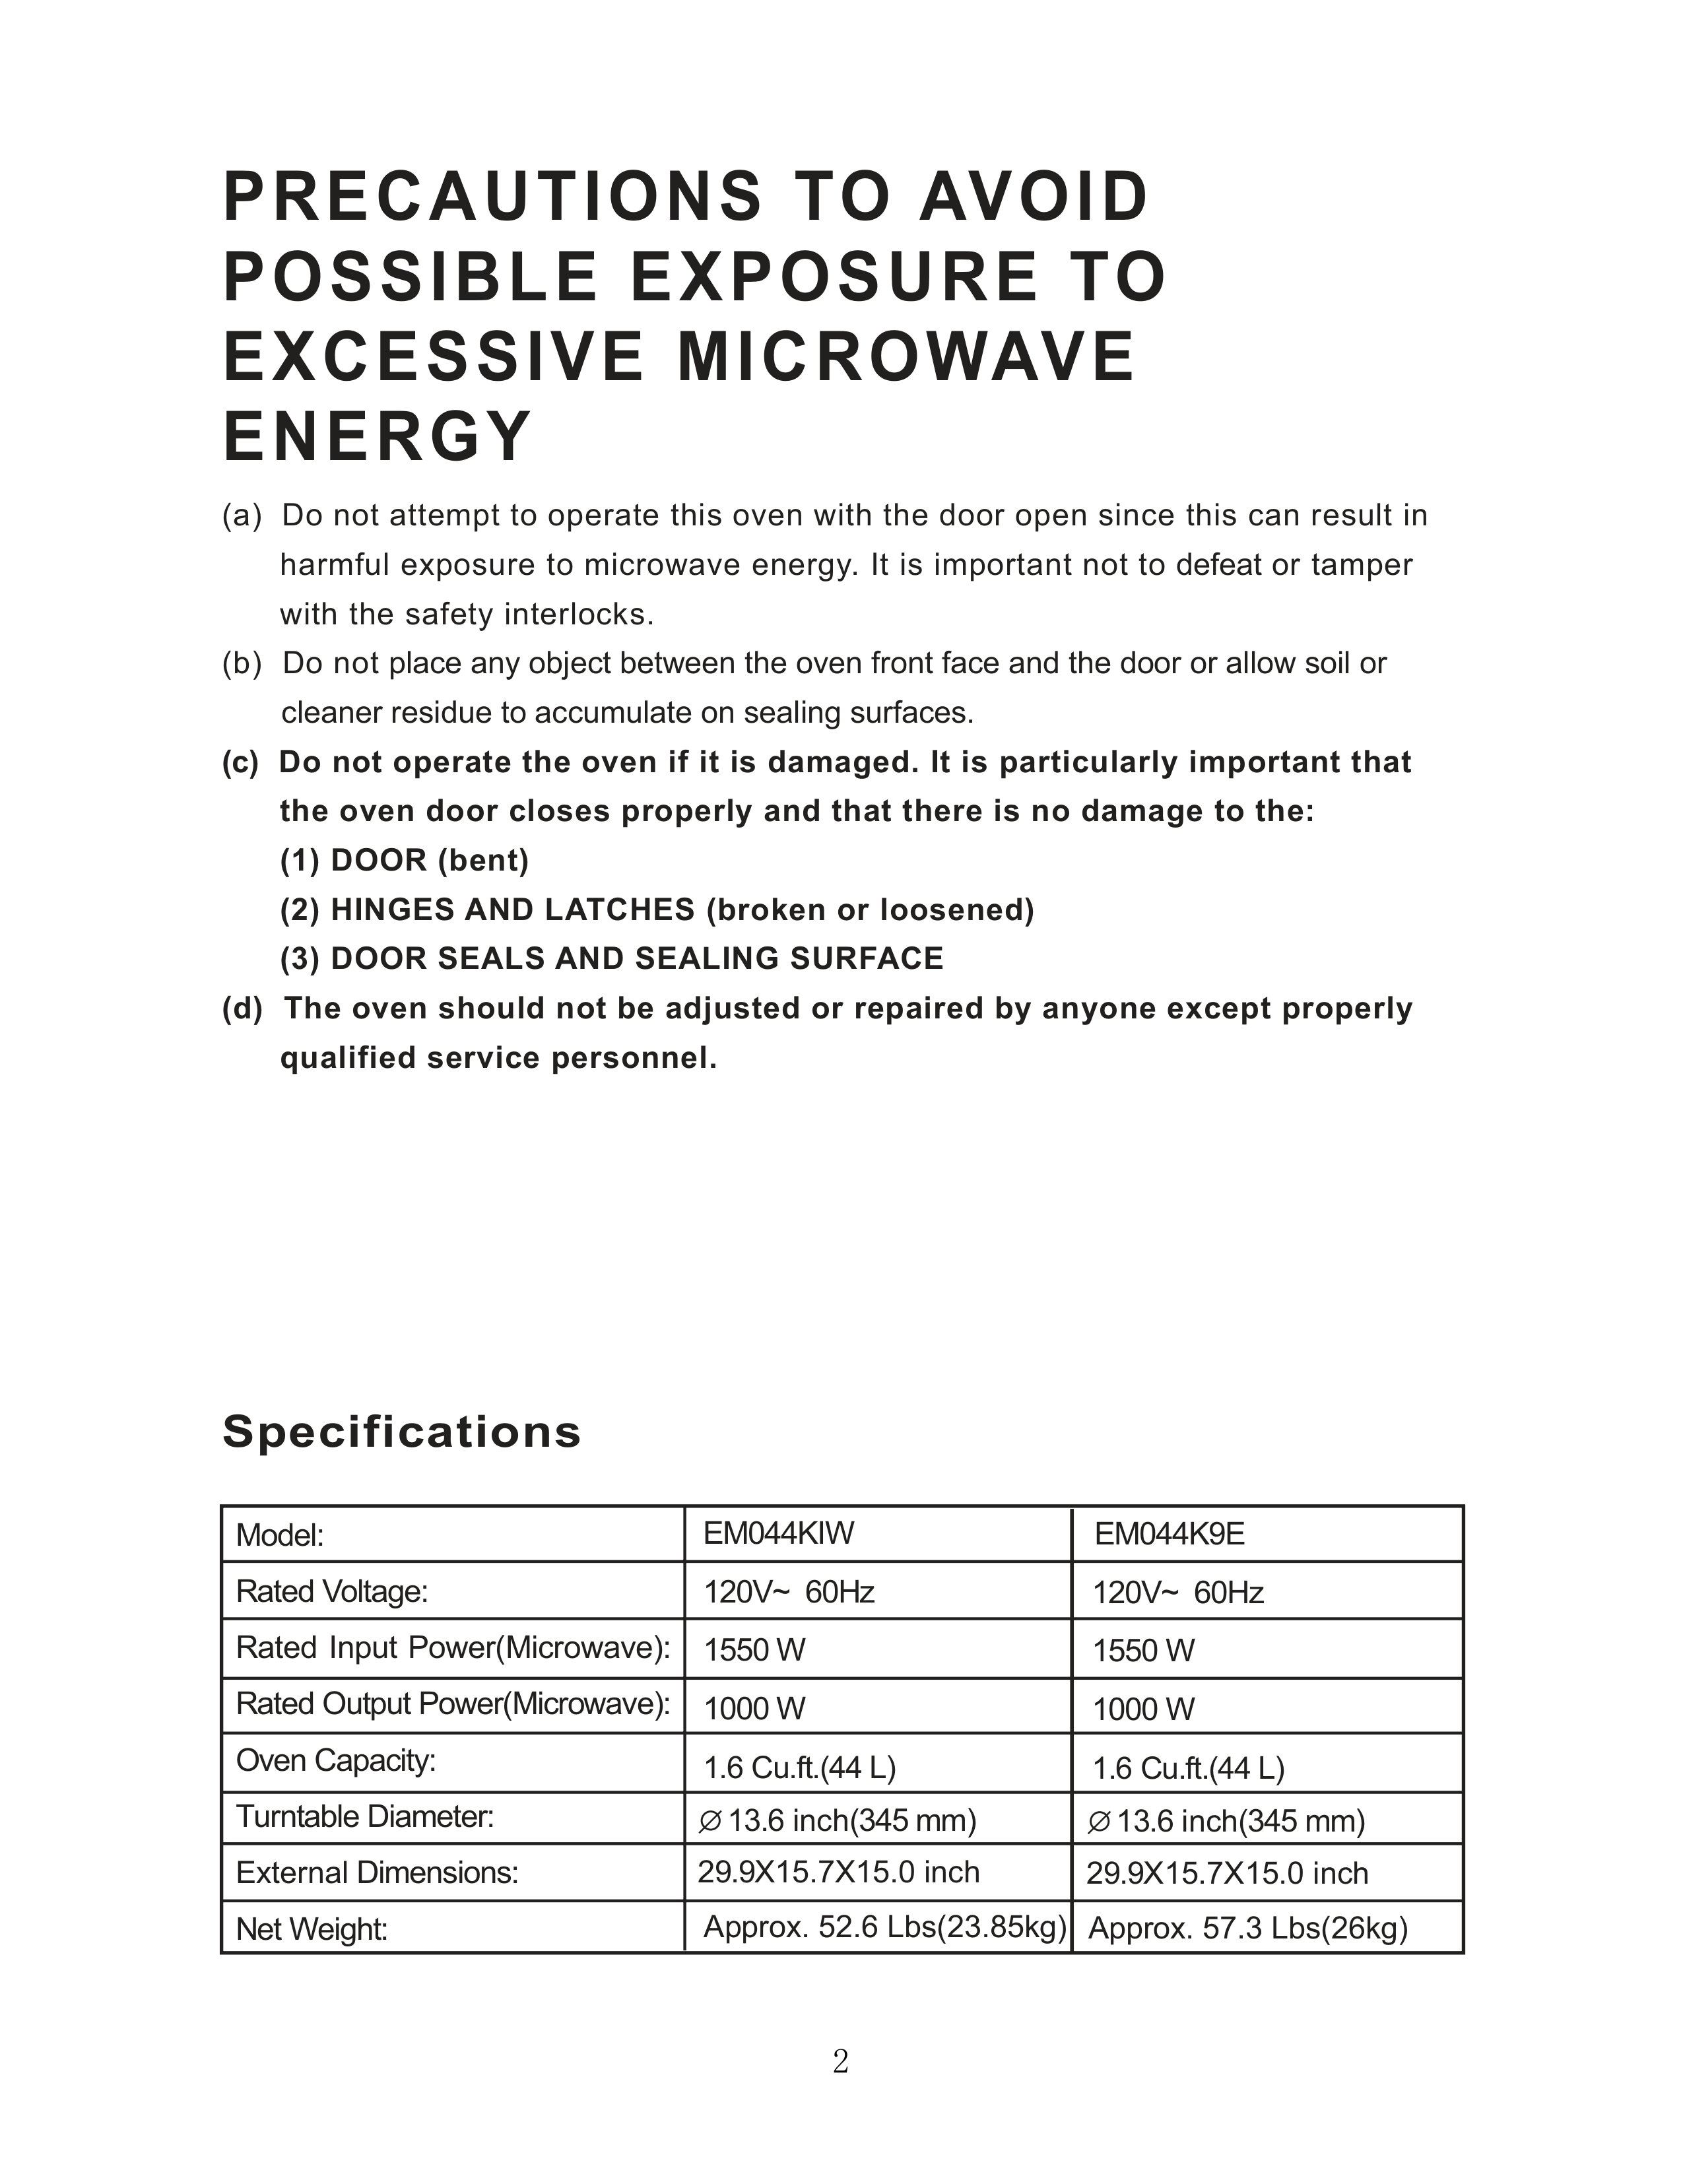 PRECAUTIONS TO AVOID
POSSIBLE EXPOSURE TO
EXCESSIVE MICROWAVE
ENERGY
(a) Do not attempt to operate this oven with the door open since this can result in
harmful exposure to microwave energy. It is important not to defeat or tamper
with the safety interlocks.
(b) Do not place any object between the oven front face and the door or allow soil or
cleaner residue to accumulate on sealing surfaces.
(c) Do not operate the oven if it is damaged. It is particularly important that
the oven door closes properly and that there is no damage to the:
(1) DOOR (bent)
(2) HINGES AND LATCHES (broken or loosened)
(3) DOOR SEALS AND SEALING SURFACE
(d) The oven should not be adjusted or repaired by anyone except properly
qualified service personnel.
Specifications
Model: EM044KIW EM044K9E
Rated Voltage: 120V~ 60Hz 120V~ 60Hz
Rated Input Power(Microwave): 1550 W 1550 W
Rated Output Power(Microwave): 1000 W 1000 W
Oven Capacity: 1.6 Cu.ft.(44 L) 1.6 Cu.ft.(44 L)
Turntable Diameter: ∅ 13.6 inch(345 mm) ∅ 13.6 inch(345 mm)
External Dimensions: 29.9X15.7X15.0 inch 29.9X15.7X15.0 inch
Net Weight: Approx. 52.6 Lbs(23.85kg) Approx. 57.3 Lbs(26kg)
2